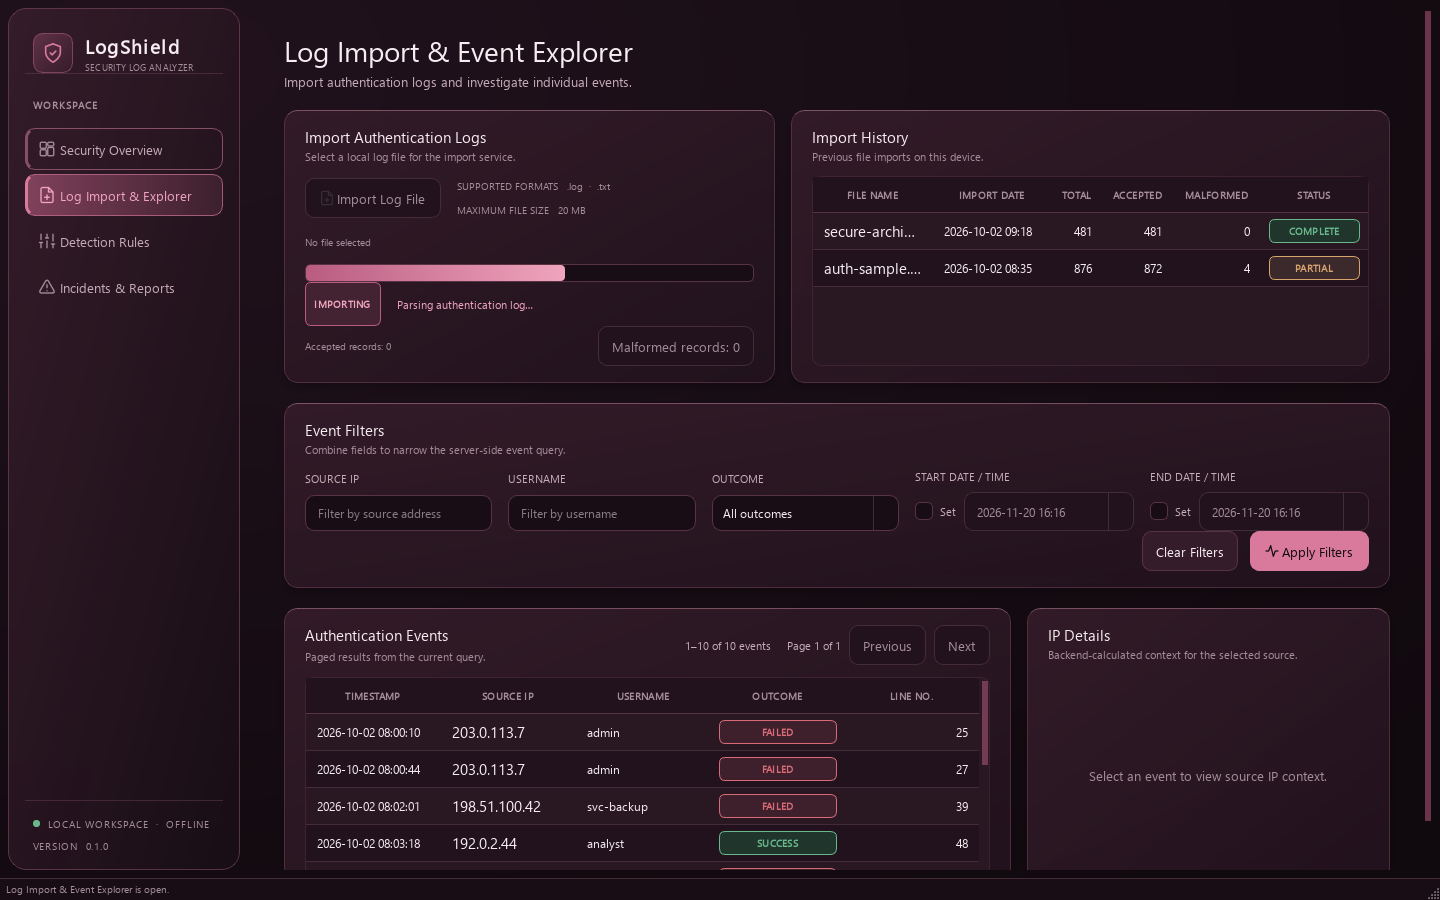 LogShield
SECURITY LOG ANALYZER
WORKSPACE
Security Overview
Log Import & Explorer
Detection Rules
Incidents & Reports
LOCAL WORKSPACE · OFFLINE
VERSION 0.1.0
Log Import & Event Explorer
Import authentication logs and investigate individual events.
Import Authentication Logs
Select a local log file for the import service.
Import Log File
SUPPORTED FORMATS .log · .txt
MAXIMUM FILE SIZE 20 MB
No file selected
IMPORTING Parsing authentication log...
Accepted records: 0
Malformed records: 0
Import History
Previous file imports on this device.
FILE NAME IMPORT DATE TOTAL ACCEPTED MALFORMED STATUS
secure-archi... 2026-10-02 09:18 481 481 0 COMPLETE
auth-sample.... 2026-10-02 08:35 876 872 4 PARTIAL
Event Filters
Combine fields to narrow the server-side event query.
SOURCE IP USERNAME OUTCOME START DATE / TIME END DATE / TIME
Filter by source address Filter by username All outcomes Set 2026-11-20 16:16 Set 2026-11-20 16:16
Clear Filters Apply Filters
Authentication Events
Paged results from the current query.
1–10 of 10 events Page 1 of 1 Previous Next
TIMESTAMP SOURCE IP USERNAME OUTCOME LINE NO.
2026-10-02 08:00:10 203.0.113.7 admin FAILED 25
2026-10-02 08:00:44 203.0.113.7 admin FAILED 27
2026-10-02 08:02:01 198.51.100.42 svc-backup FAILED 39
2026-10-02 08:03:18 192.0.2.44 analyst SUCCESS 48
IP Details
Backend-calculated context for the selected source.
Select an event to view source IP context.
Log Import & Event Explorer is open.